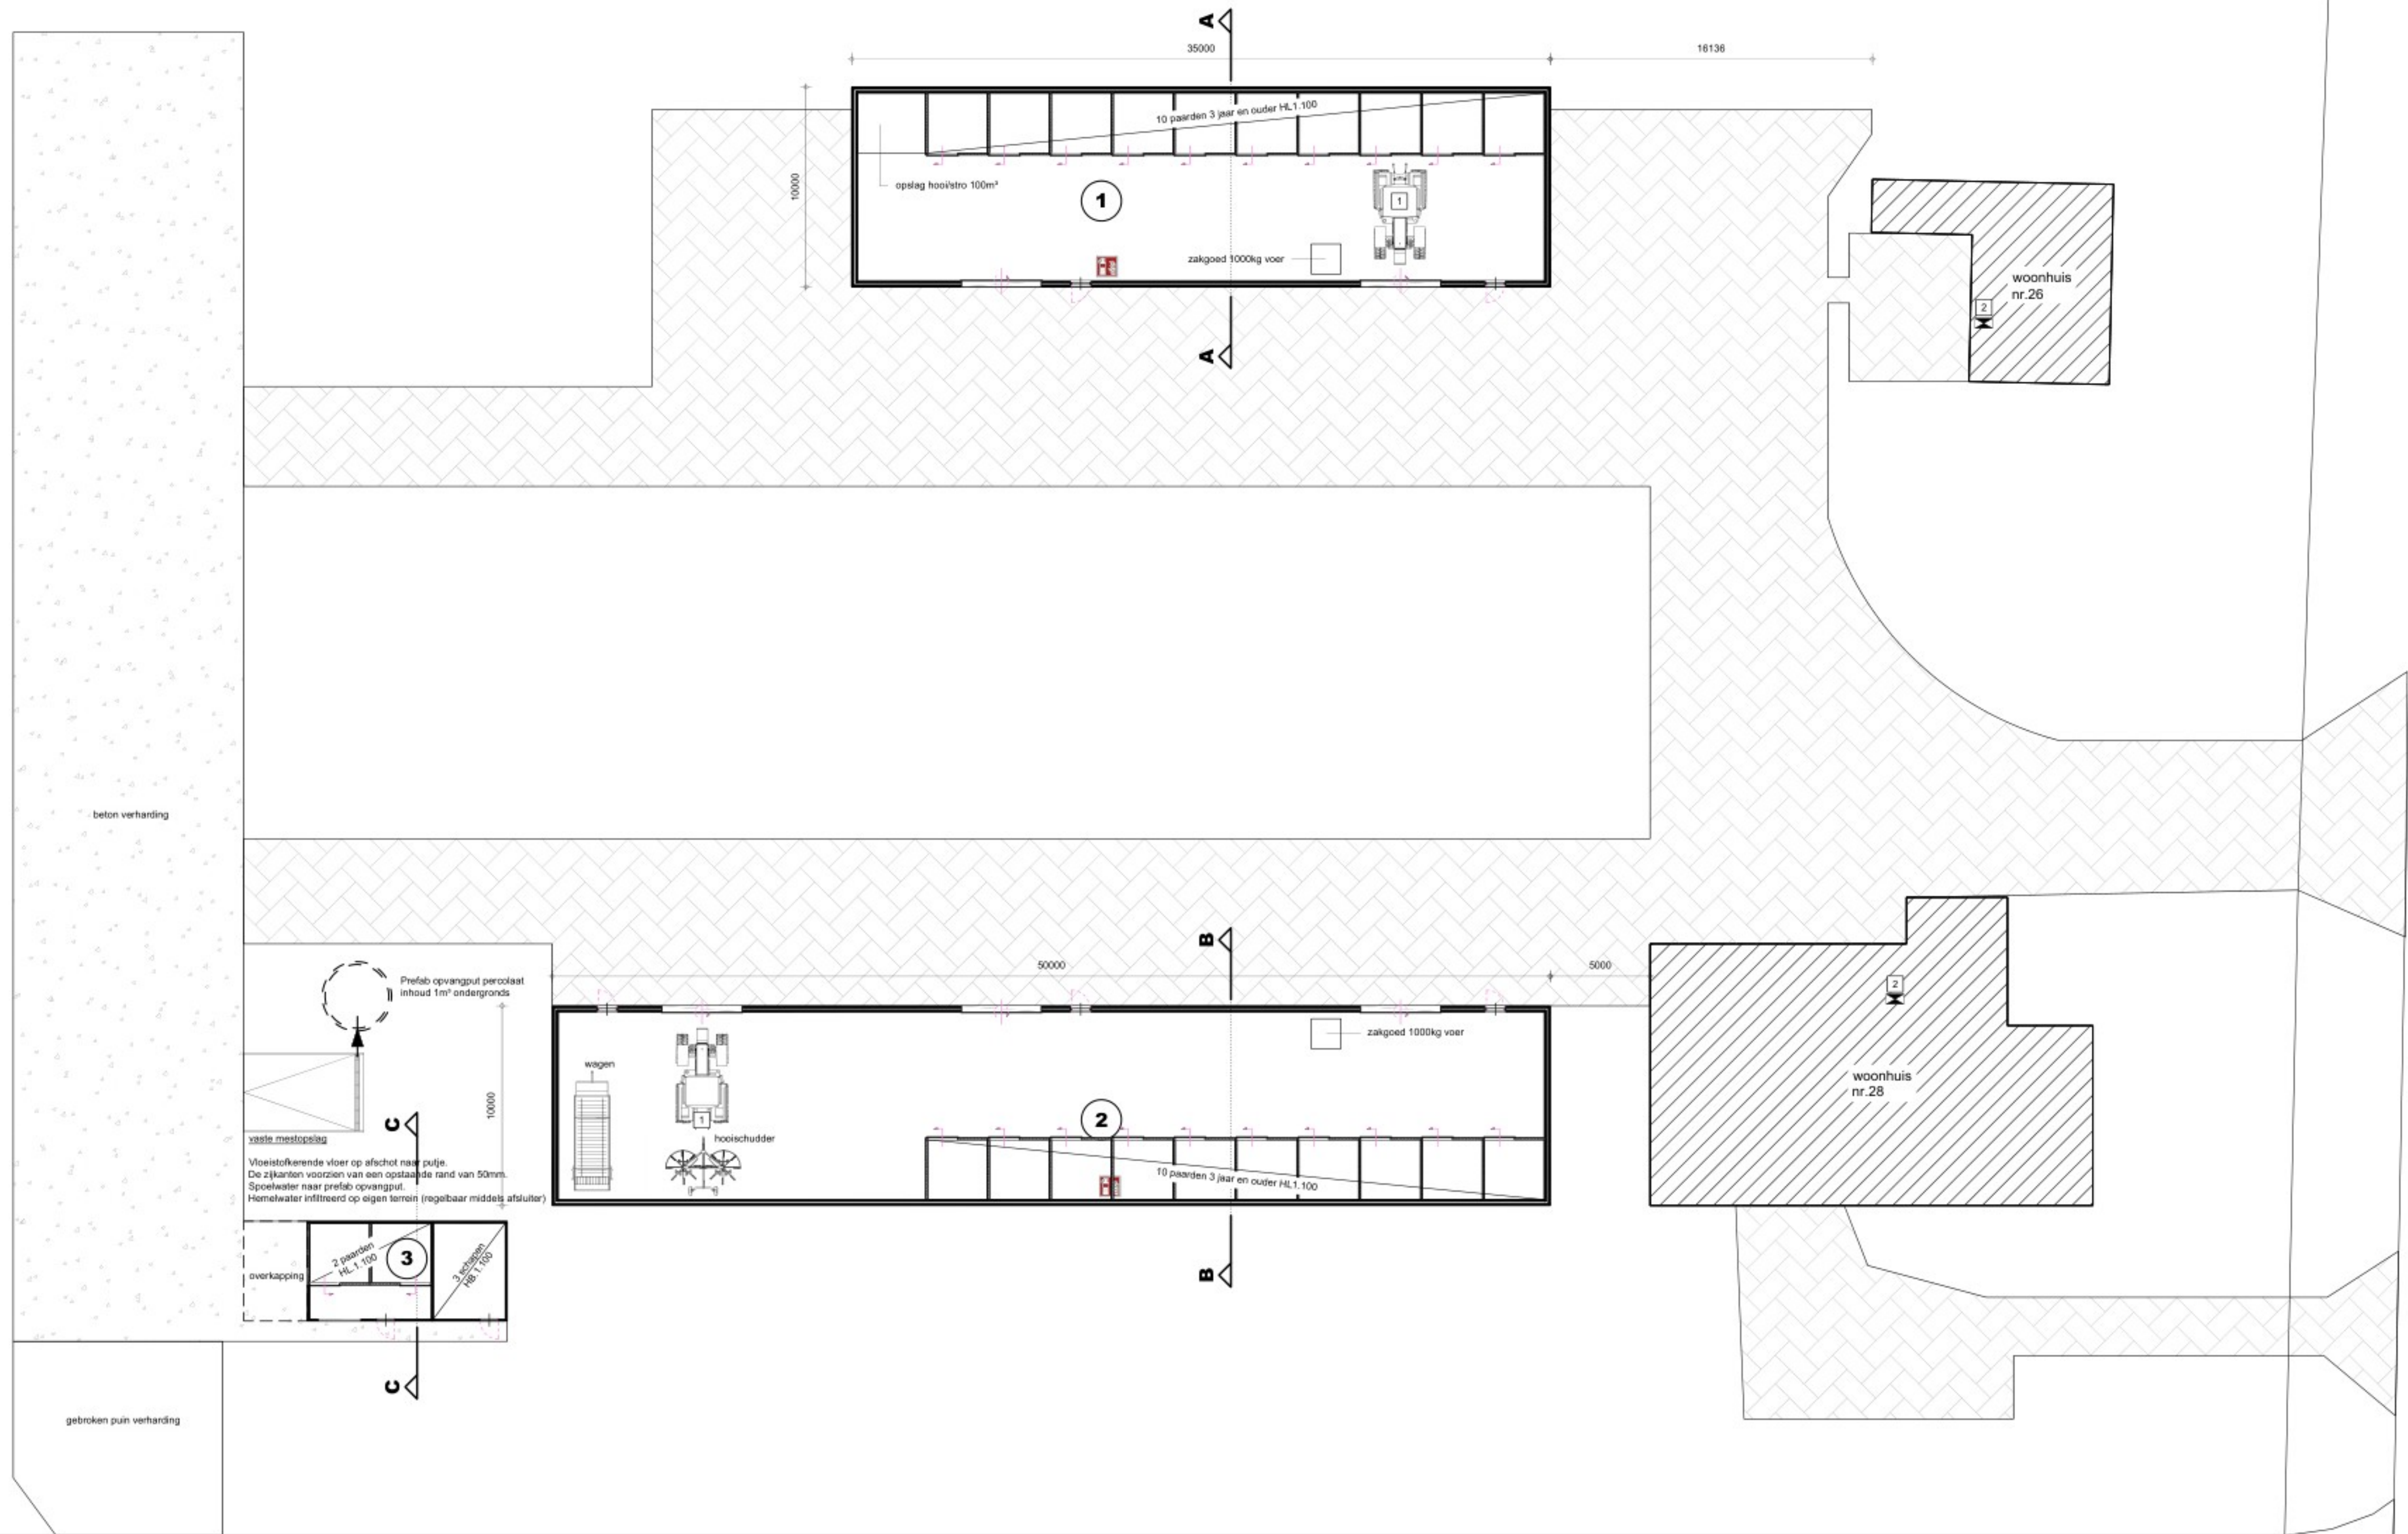 A
35000
16136
10 paarden 3 jaar en ouder HL1.100
10000
opslag hooi/stro 100m³
1
1
zakgoed 1000kg voer
woonhuis
nr.26
2
A
beton verharding
B
50000
5000
Prefab opvangput percolaat
inhoud 1m³ ondergronds
2
zakgoed 1000kg voer
wagen
woonhuis
nr.28
10000
1
2
C
hooischudder
vaste mestopslag
Vloeistofkerende vloer op afschot naar putje.
De zijkanten voorzien van een opstaande rand van 50mm.
Spoelwater naar prefab opvangput.
Hemelwater infiltreerd op eigen terrein (regelbaar middels afsluiter)
10 paarden 3 jaar en ouder HL1.100
2 paarden
HL.1.100
3
3 schapen
HB.1.100
overkapping
B
C
gebroken puin verharding